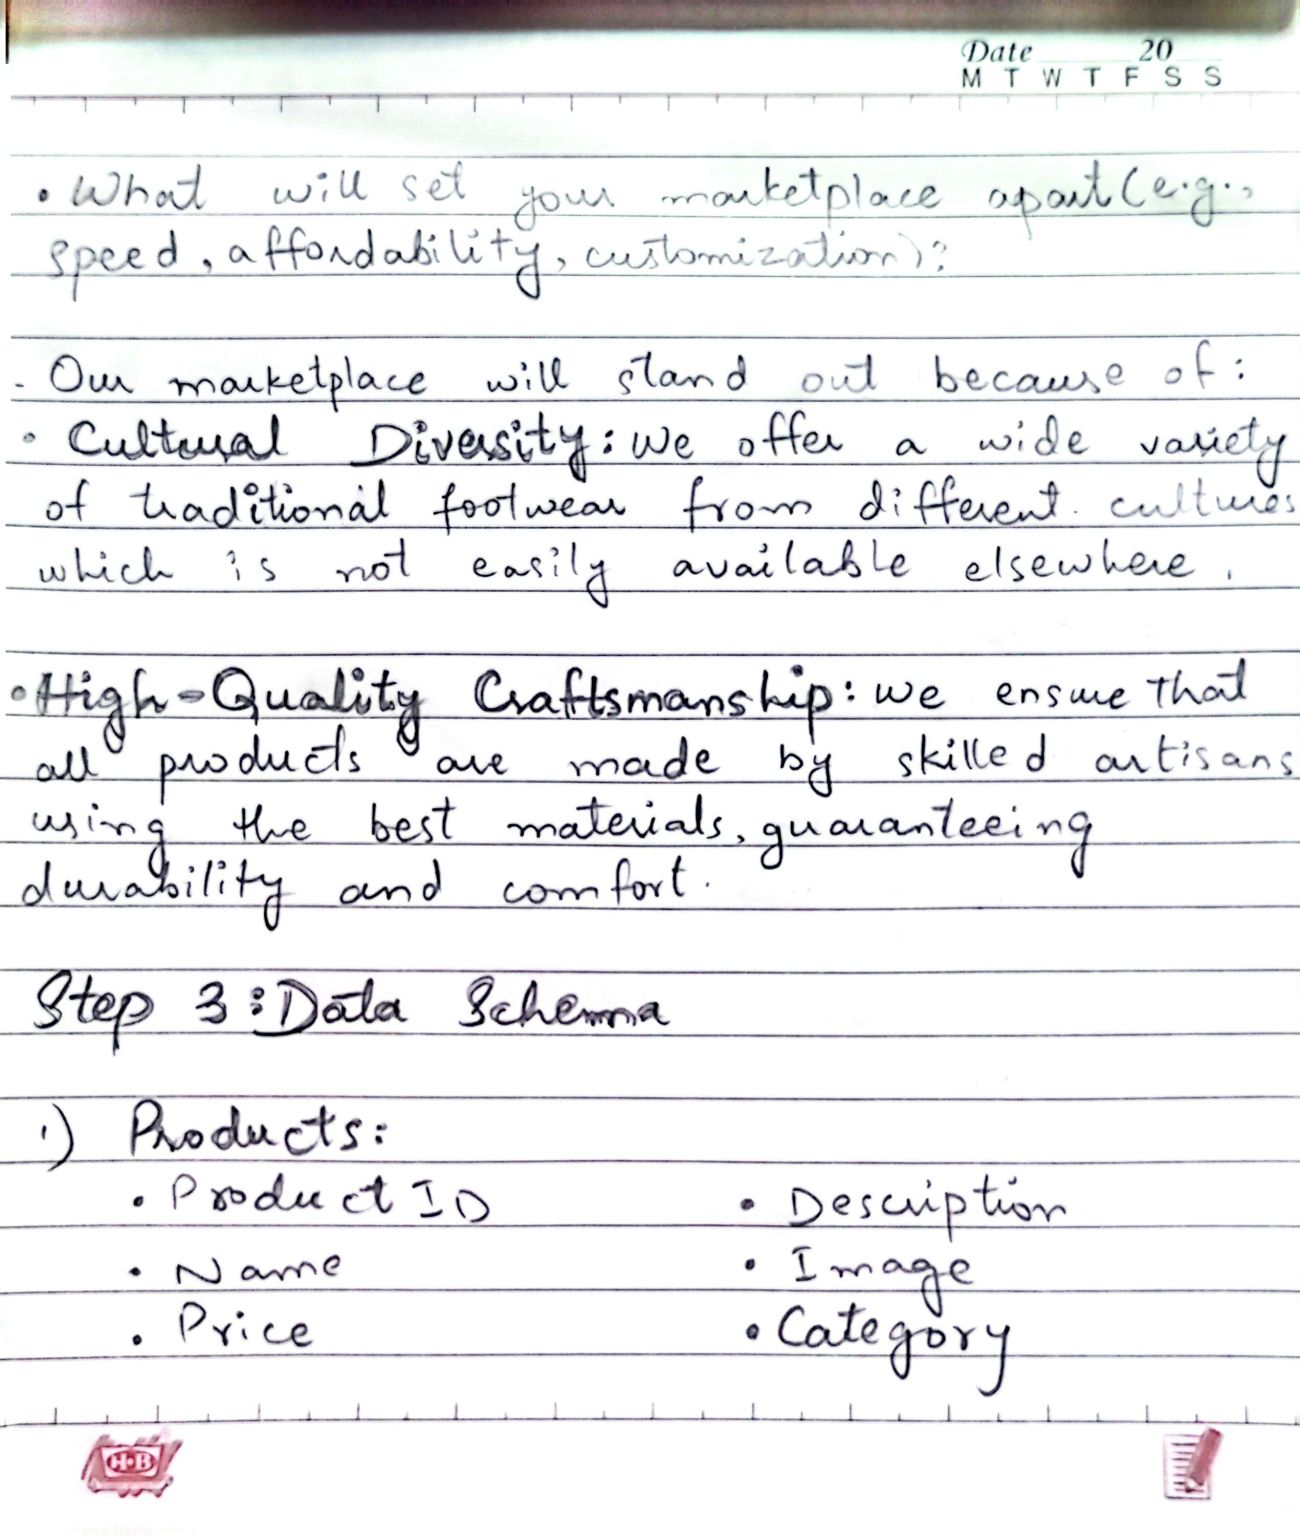 Date 20
M T W T F S S
• What will set your marketplace apart (e.g.,
speed, affordability, customization)?
- Our marketplace will stand out because of:
• Cultural Diversity: We offer a wide variety
of traditional footwear from different cultures
which is not easily available elsewhere.
• High-Quality Craftsmanship: we ensure that
all products are made by skilled artisans
using the best materials, guaranteeing
durability and comfort.
Step 3: Data Schema
1) Products:
• Product ID • Description
• Name • Image
• Price • Category
H•B